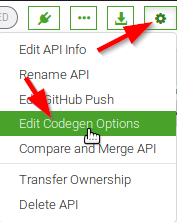 ED
Edit API Info
Rename API
Edit GitHub Push
Edit Codegen Options
Compare and Merge API
Transfer Ownership
Delete API